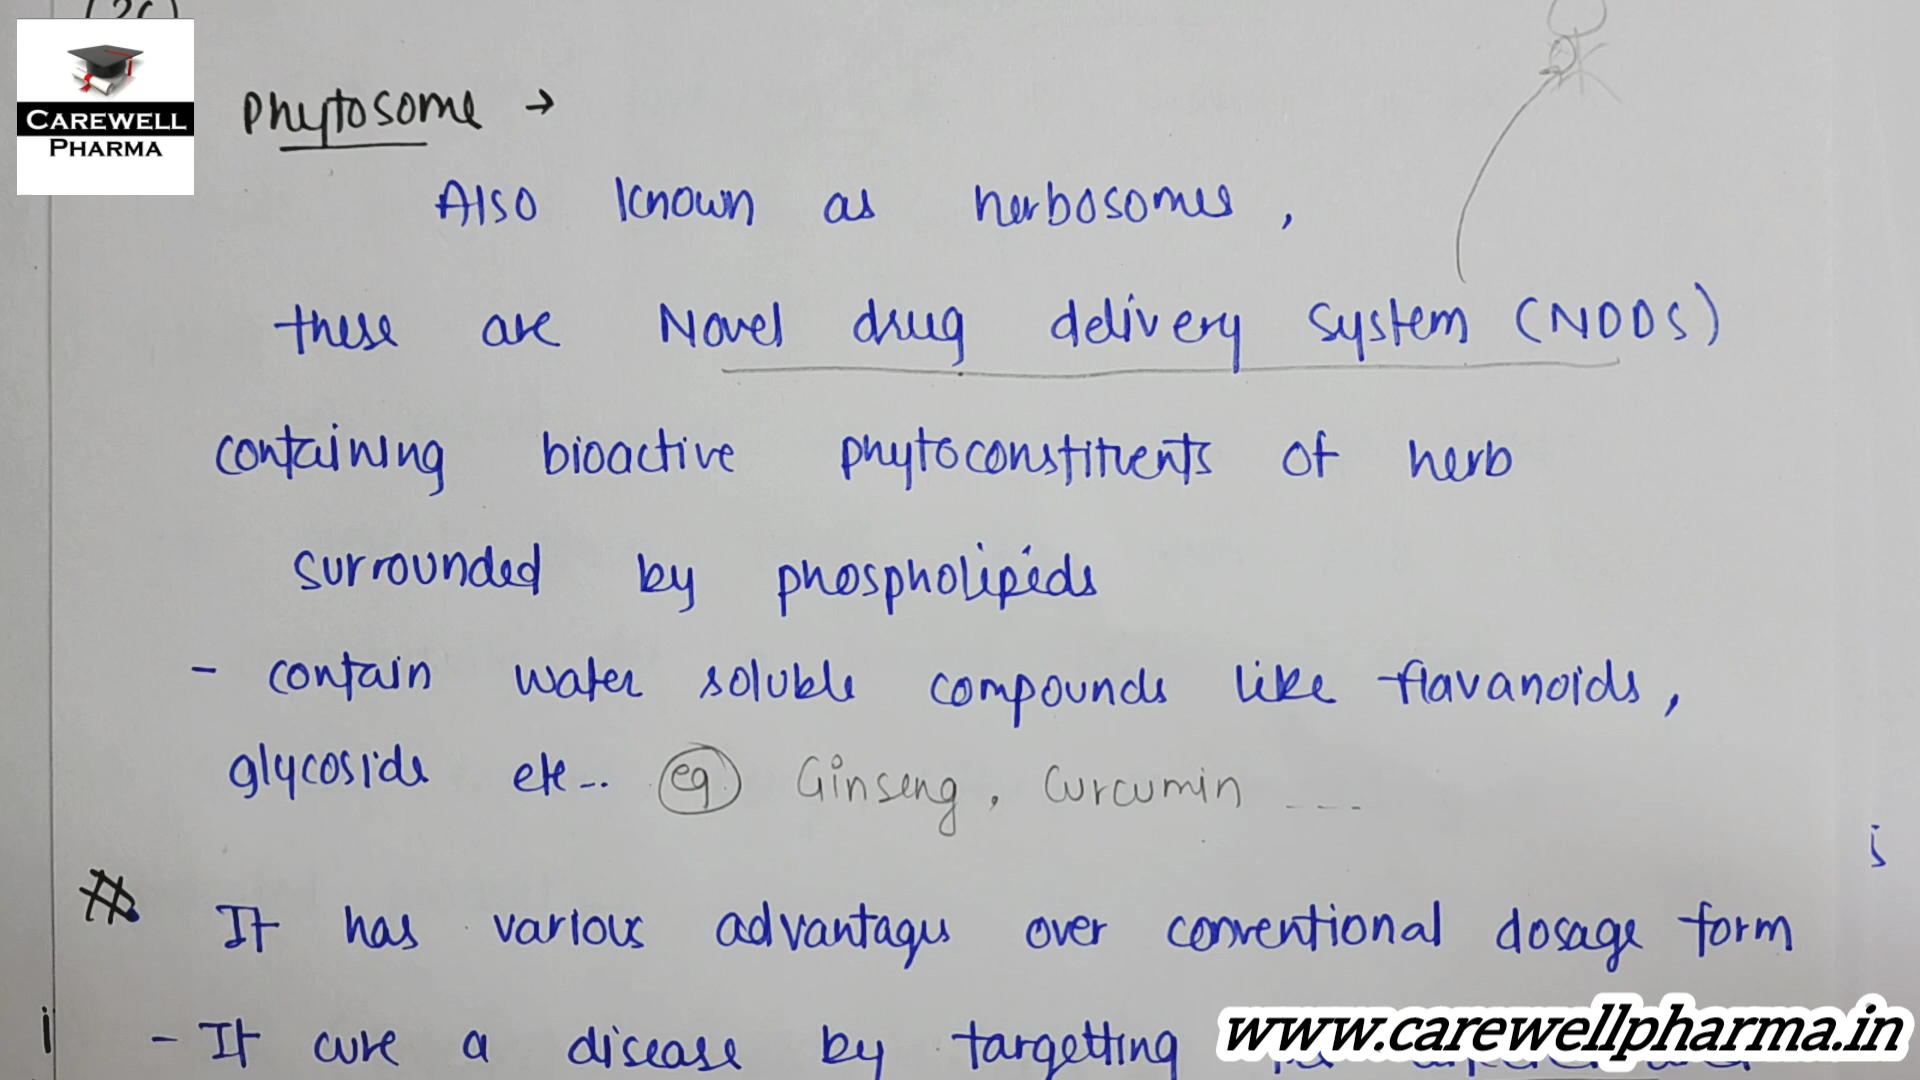 (26)
CAREWELL
PHARMA
Phytosome →
Also known as herbosomes,
these are Novel drug delivery system (NDDS)
containing bioactive phytoconstituents of herb
surrounded by phospholipids
- contain water soluble compounds like flavanoids,
glycoside etc... eg Ginseng, Curcumin ---
i
# It has various advantages over conventional dosage form
i
- It cure a disease by targetting
www.carewellpharma.in